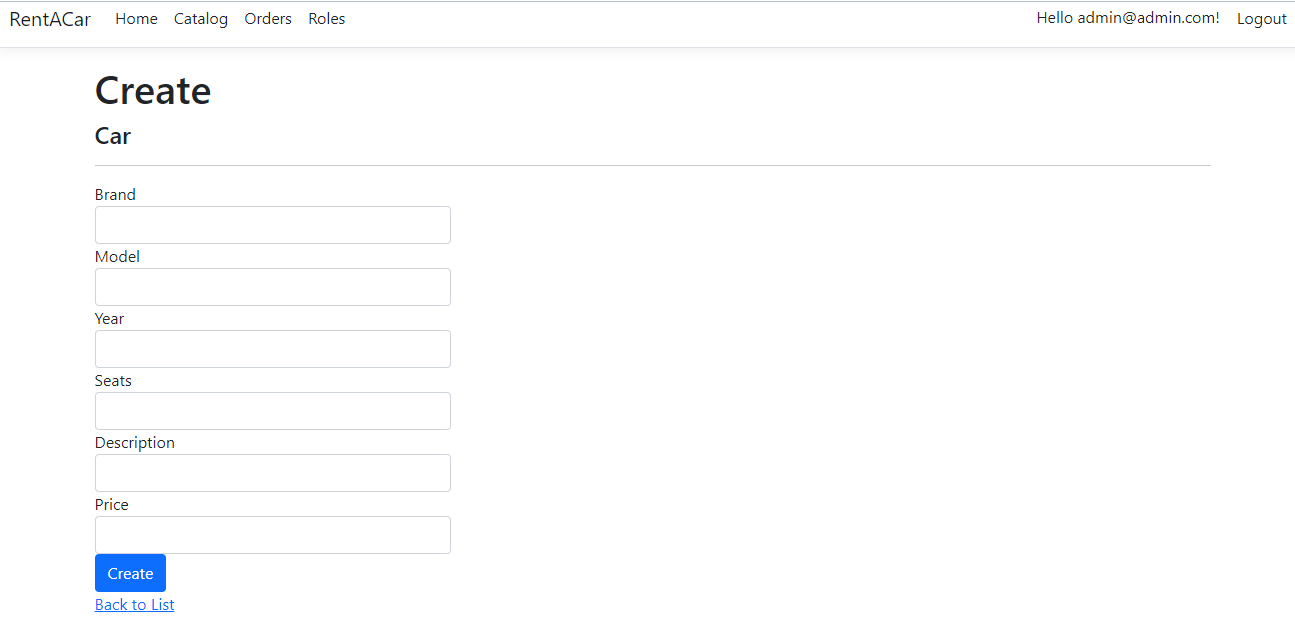 RentACar Home Catalog Orders Roles Hello admin@admin.com! Logout
Create
Car
Brand
Model
Year
Seats
Description
Price
Create
Back to List